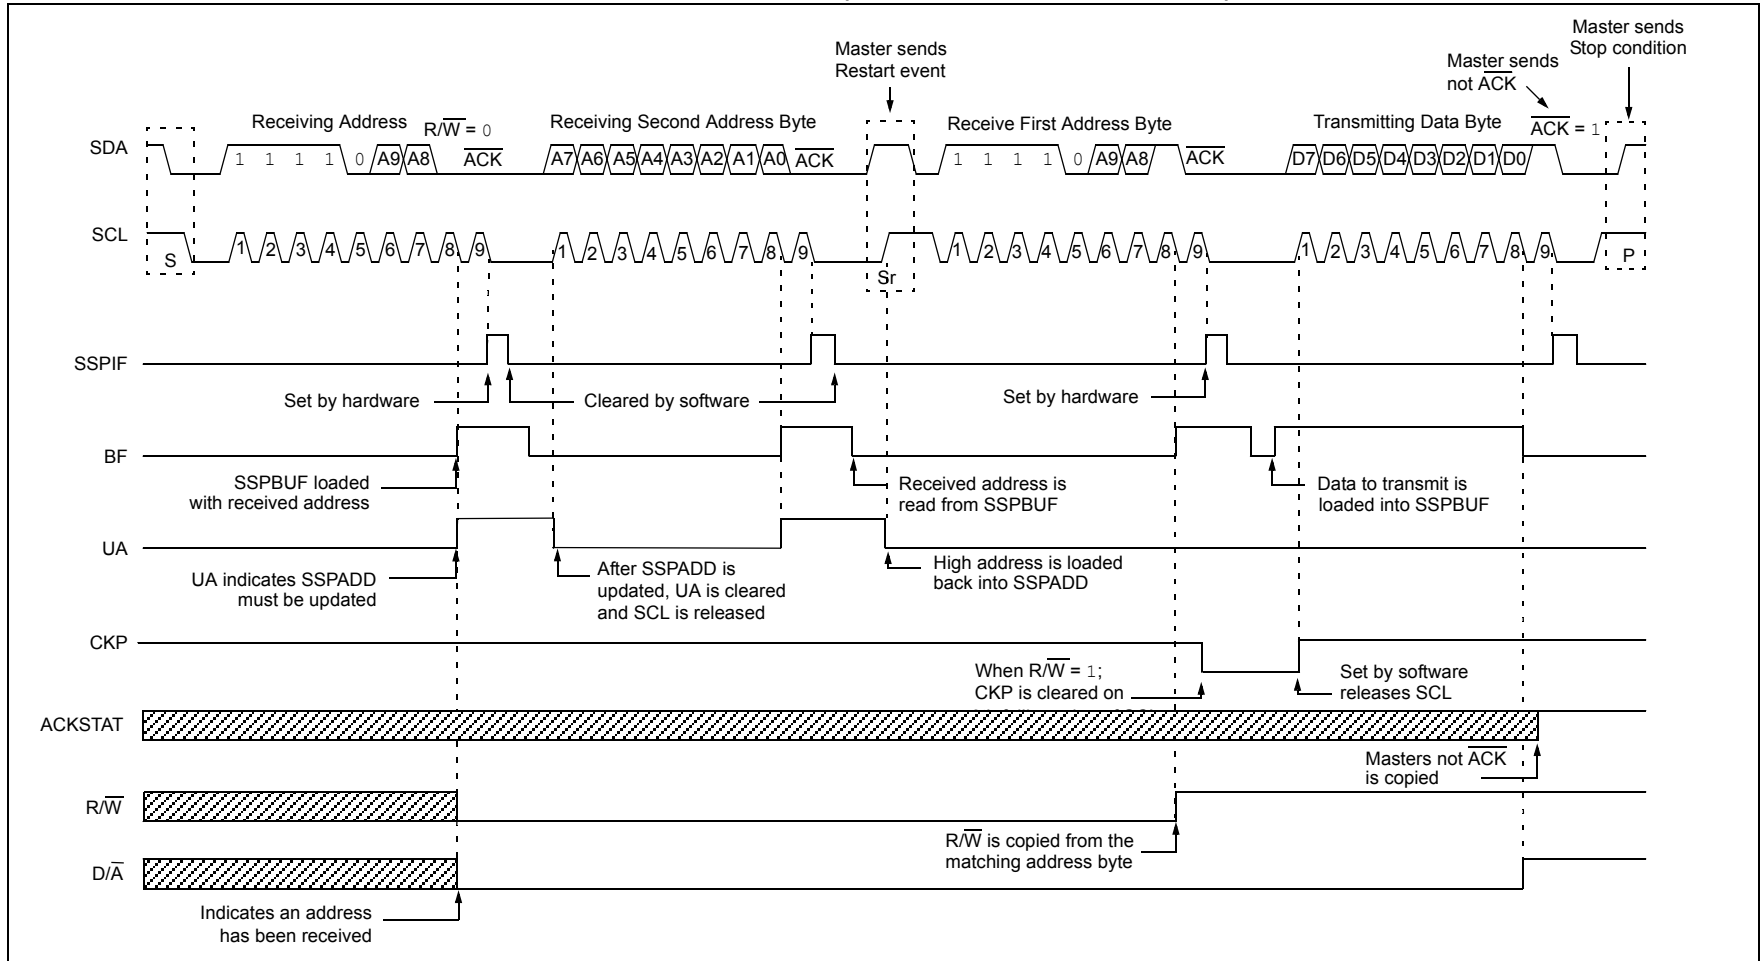 Master sends
Stop condition
Master sends
Restart event
Master sends
not ACK
Receiving Address R/W = 0
Receiving Second Address Byte
Receive First Address Byte
Transmitting Data Byte
ACK = 1
SDA
1 1 1 1 0 A9 A8 ACK
A7 A6 A5 A4 A3 A2 A1 A0 ACK
1 1 1 1 0 A9 A8 ACK
D7 D6 D5 D4 D3 D2 D1 D0
SCL
S
1 2 3 4 5 6 7 8 9
1 2 3 4 5 6 7 8 9
Sr
1 2 3 4 5 6 7 8 9
1 2 3 4 5 6 7 8 9
P
SSPIF
Set by hardware
Cleared by software
Set by hardware
BF
SSPBUF loaded
with received address
Received address is
read from SSPBUF
Data to transmit is
loaded into SSPBUF
UA
UA indicates SSPADD
must be updated
After SSPADD is
updated, UA is cleared
and SCL is released
High address is loaded
back into SSPADD
CKP
When R/W = 1;
CKP is cleared on
Set by software
releases SCL
ACKSTAT
Masters not ACK
is copied
R/W
R/W is copied from the
matching address byte
D/A
Indicates an address
has been received